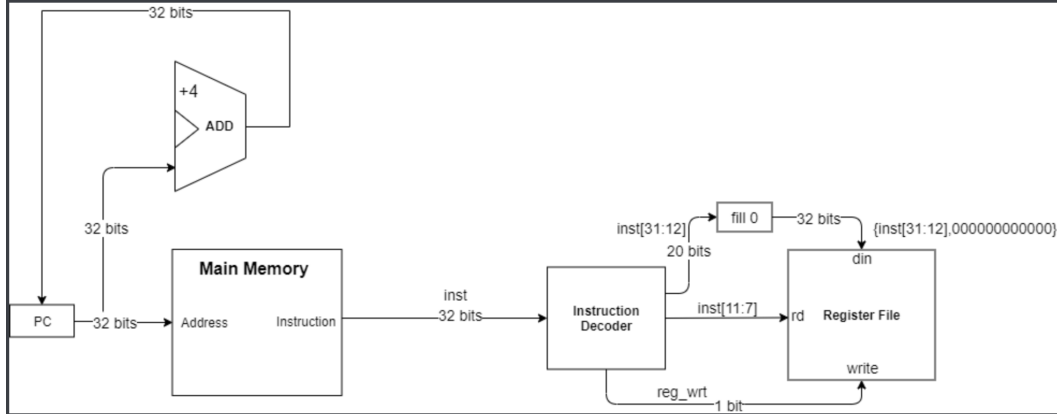 32 bits
+4
ADD
32 bits
PC
32 bits
Main Memory
Address
Instruction
inst
32 bits
Instruction
Decoder
inst[31:12]
20 bits
fill 0
32 bits
{inst[31:12],000000000000}
inst[11:7]
din
rd
Register File
write
reg_wrt
1 bit